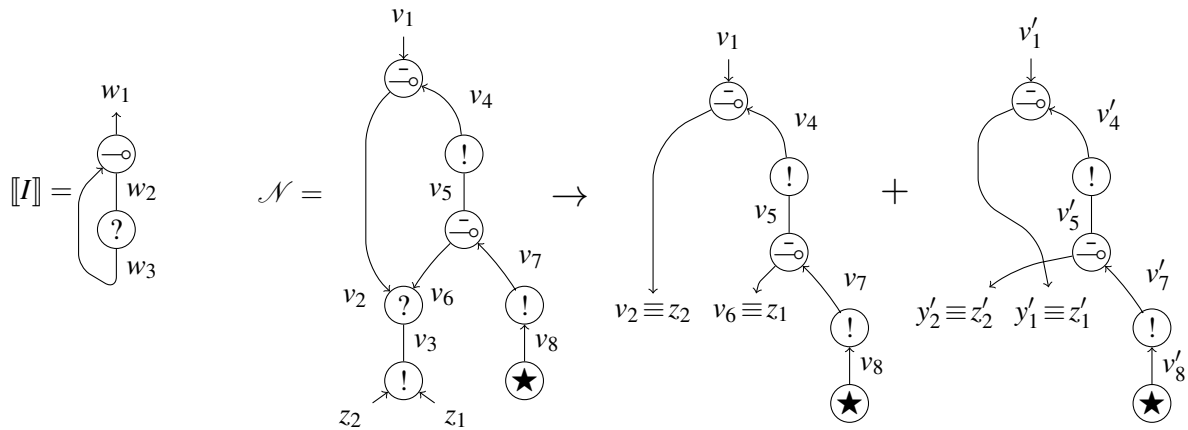 v₁ v₁ v′₁
w₁ v₄ v₄ v′₄
⟦I⟧ = w₂ 𝒩 = v₅ ! → v₅ ! + v′₅ !
? w₃ v₂ ? v₆ v₇ ! v₇ v′₇
v₂ ≡ z₂ v₆ ≡ z₁ y′₂ ≡ z′₂ y′₁ ≡ z′₁
v₃ v₈ ! !
! ★ v₈ v′₈
z₂ z₁ ★ ★